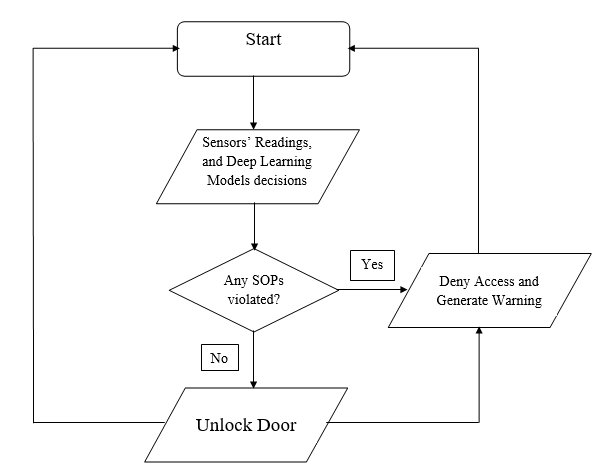 Start
Sensors’ Readings,
and Deep Learning
Models decisions
Any SOPs
violated?
Yes
Deny Access and
Generate Warning
No
Unlock Door